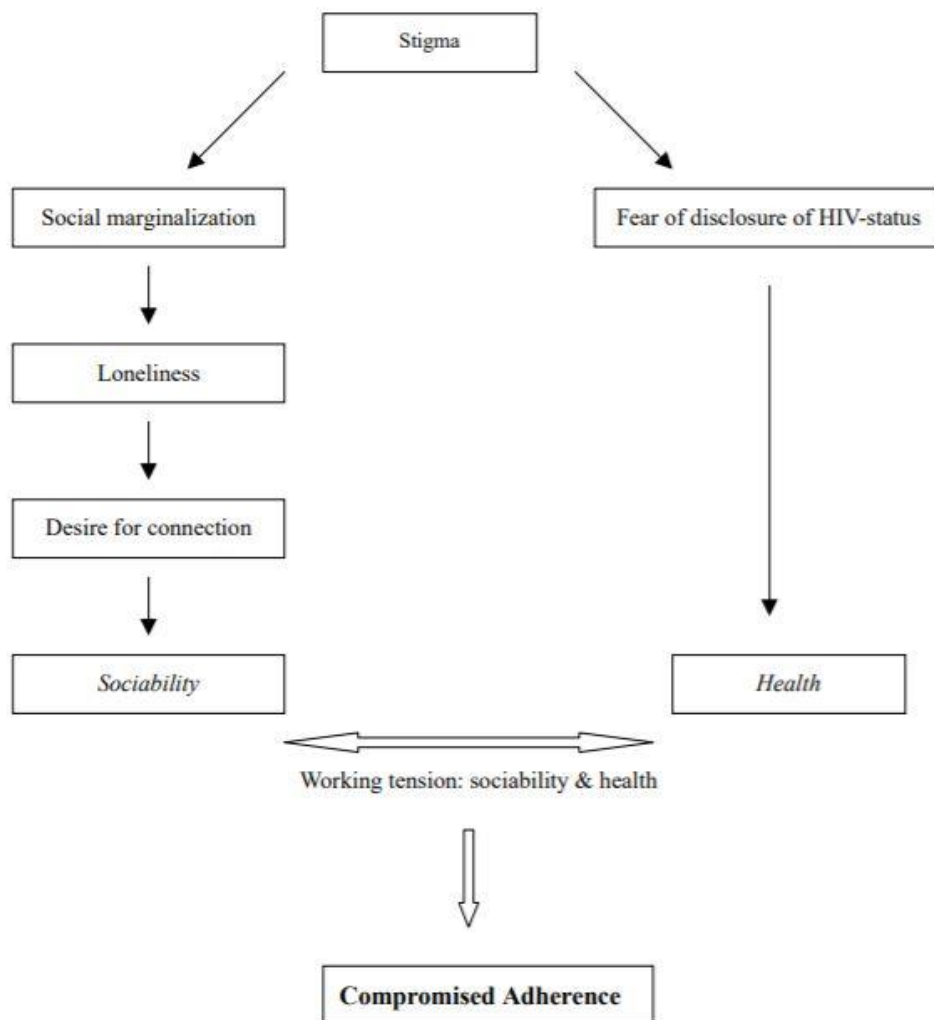 Stigma
Social marginalization
Fear of disclosure of HIV-status
Loneliness
Desire for connection
Sociability
Health
Working tension: sociability & health
Compromised Adherence